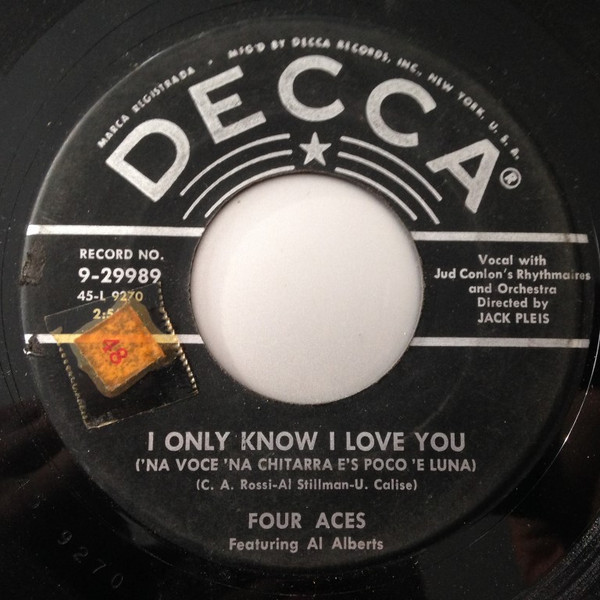 MARCA REGISTRADA • MF'G'D BY DECCA RECORDS, INC., NEW YORK, U. S. A.
DECCA®
RECORD NO.
9-29989
45-L 9270
48
Vocal with
Jud Conlon's Rhythmaires
and Orchestra
Directed by
JACK PLEIS
I ONLY KNOW I LOVE YOU
('NA VOCE 'NA CHITARRA E'S POCO 'E LUNA)
(C. A. Rossi-Al Stillman-U. Calise)
FOUR ACES
Featuring Al Alberts
9270